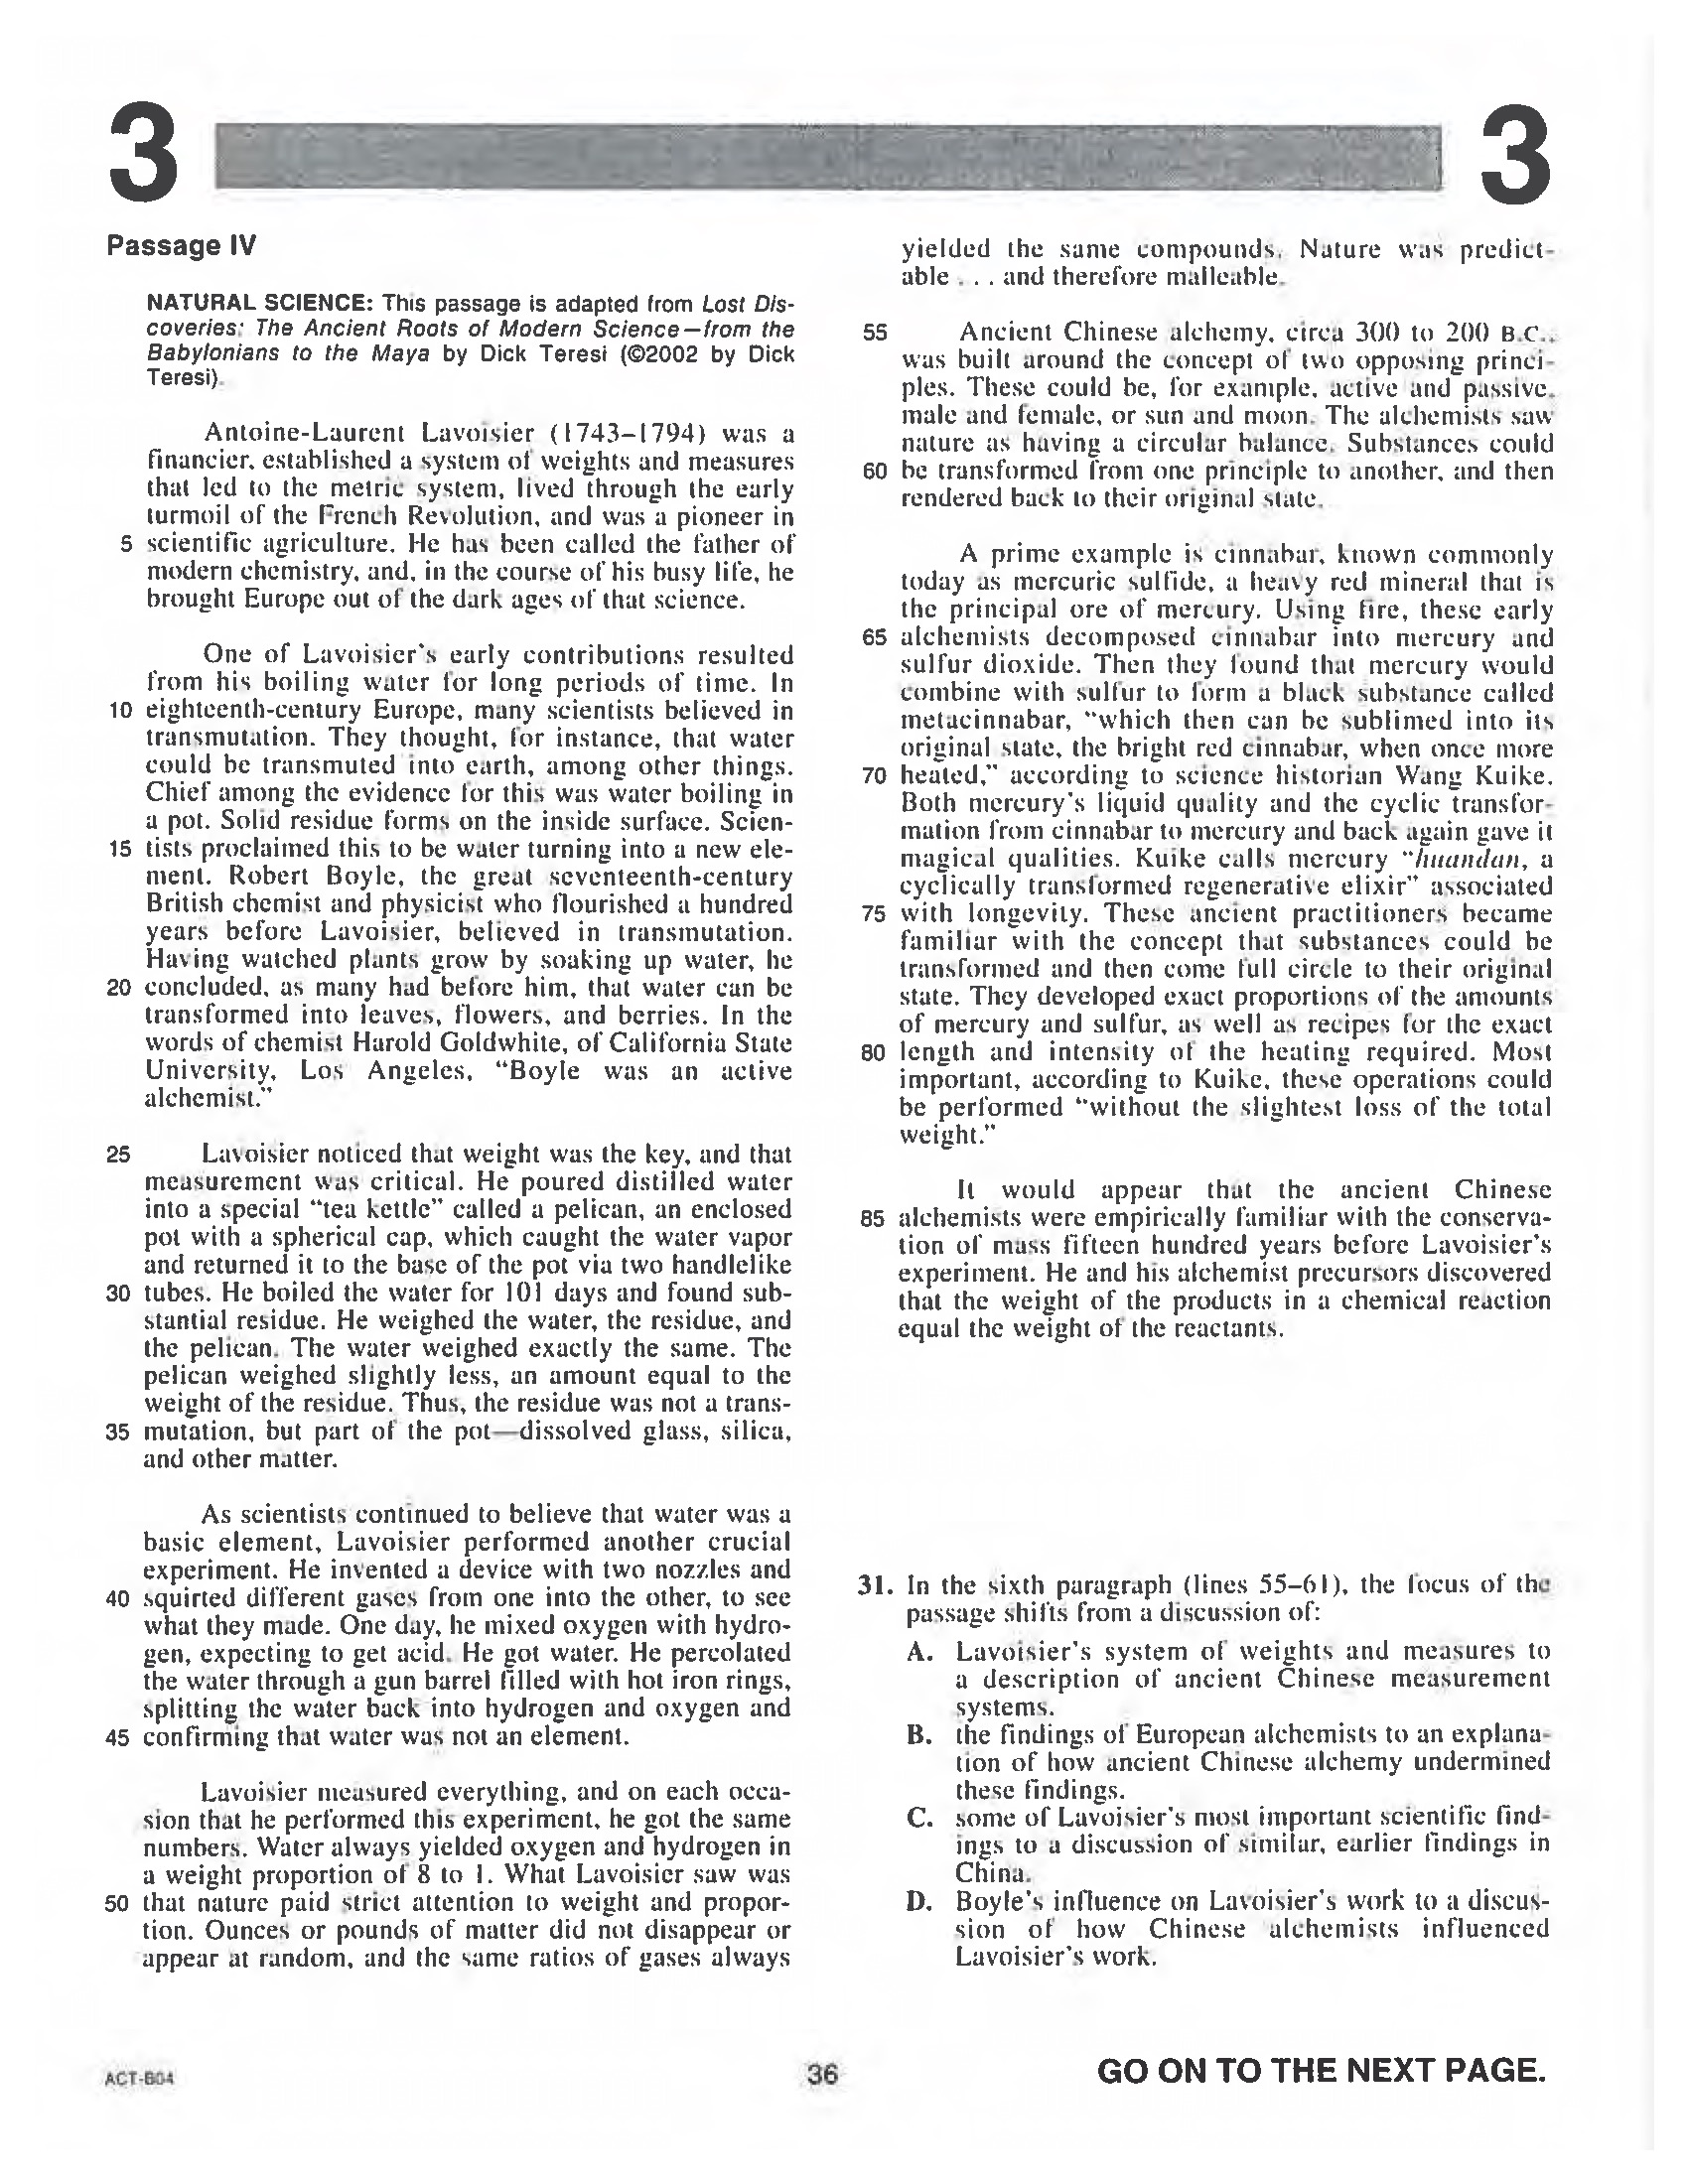 3
3
Passage IV
NATURAL SCIENCE: This passage is adapted from Lost Dis-
coveries: The Ancient Roots of Modern Science—from the
Babylonians to the Maya by Dick Teresi (©2002 by Dick
Teresi).
Antoine-Laurent Lavoisier (1743–1794) was a
financier, established a system of weights and measures
that led to the metric system, lived through the early
turmoil of the French Revolution, and was a pioneer in
5 scientific agriculture. He has been called the father of
modern chemistry, and, in the course of his busy life, he
brought Europe out of the dark ages of that science.
One of Lavoisier's early contributions resulted
from his boiling water for long periods of time. In
10 eighteenth-century Europe, many scientists believed in
transmutation. They thought, for instance, that water
could be transmuted into earth, among other things.
Chief among the evidence for this was water boiling in
a pot. Solid residue forms on the inside surface. Scien-
15 tists proclaimed this to be water turning into a new ele-
ment. Robert Boyle, the great seventeenth-century
British chemist and physicist who flourished a hundred
years before Lavoisier, believed in transmutation.
Having watched plants grow by soaking up water, he
20 concluded, as many had before him, that water can be
transformed into leaves, flowers, and berries. In the
words of chemist Harold Goldwhite, of California State
University, Los Angeles, “Boyle was an active
alchemist.”
25 Lavoisier noticed that weight was the key, and that
measurement was critical. He poured distilled water
into a special “tea kettle” called a pelican, an enclosed
pot with a spherical cap, which caught the water vapor
and returned it to the base of the pot via two handlelike
30 tubes. He boiled the water for 101 days and found sub-
stantial residue. He weighed the water, the residue, and
the pelican. The water weighed exactly the same. The
pelican weighed slightly less, an amount equal to the
weight of the residue. Thus, the residue was not a trans-
35 mutation, but part of the pot—dissolved glass, silica,
and other matter.
As scientists continued to believe that water was a
basic element, Lavoisier performed another crucial
experiment. He invented a device with two nozzles and
40 squirted different gases from one into the other, to see
what they made. One day, he mixed oxygen with hydro-
gen, expecting to get acid. He got water. He percolated
the water through a gun barrel filled with hot iron rings,
splitting the water back into hydrogen and oxygen and
45 confirming that water was not an element.
Lavoisier measured everything, and on each occa-
sion that he performed this experiment, he got the same
numbers. Water always yielded oxygen and hydrogen in
a weight proportion of 8 to 1. What Lavoisier saw was
50 that nature paid strict attention to weight and propor-
tion. Ounces or pounds of matter did not disappear or
appear at random, and the same ratios of gases always
yielded the same compounds. Nature was predict-
able . . . and therefore malleable.
55 Ancient Chinese alchemy, circa 300 to 200 B.C.,
was built around the concept of two opposing princi-
ples. These could be, for example, active and passive,
male and female, or sun and moon. The alchemists saw
nature as having a circular balance. Substances could
60 be transformed from one principle to another, and then
rendered back to their original state.
A prime example is cinnabar, known commonly
today as mercuric sulfide, a heavy red mineral that is
the principal ore of mercury. Using fire, these early
65 alchemists decomposed cinnabar into mercury and
sulfur dioxide. Then they found that mercury would
combine with sulfur to form a black substance called
metacinnabar, “which then can be sublimed into its
original state, the bright red cinnabar, when once more
70 heated,” according to science historian Wang Kuike.
Both mercury's liquid quality and the cyclic transfor-
mation from cinnabar to mercury and back again gave it
magical qualities. Kuike calls mercury “huandan, a
cyclically transformed regenerative elixir” associated
75 with longevity. These ancient practitioners became
familiar with the concept that substances could be
transformed and then come full circle to their original
state. They developed exact proportions of the amounts
of mercury and sulfur, as well as recipes for the exact
80 length and intensity of the heating required. Most
important, according to Kuike, these operations could
be performed “without the slightest loss of the total
weight.”
It would appear that the ancient Chinese
85 alchemists were empirically familiar with the conserva-
tion of mass fifteen hundred years before Lavoisier's
experiment. He and his alchemist precursors discovered
that the weight of the products in a chemical reaction
equal the weight of the reactants.
31. In the sixth paragraph (lines 55–61), the focus of the
passage shifts from a discussion of:
A. Lavoisier's system of weights and measures to
a description of ancient Chinese measurement
systems.
B. the findings of European alchemists to an explana-
tion of how ancient Chinese alchemy undermined
these findings.
C. some of Lavoisier's most important scientific find-
ings to a discussion of similar, earlier findings in
China.
D. Boyle's influence on Lavoisier's work to a discus-
sion of how Chinese alchemists influenced
Lavoisier's work.
ACT-B04
36
GO ON TO THE NEXT PAGE.